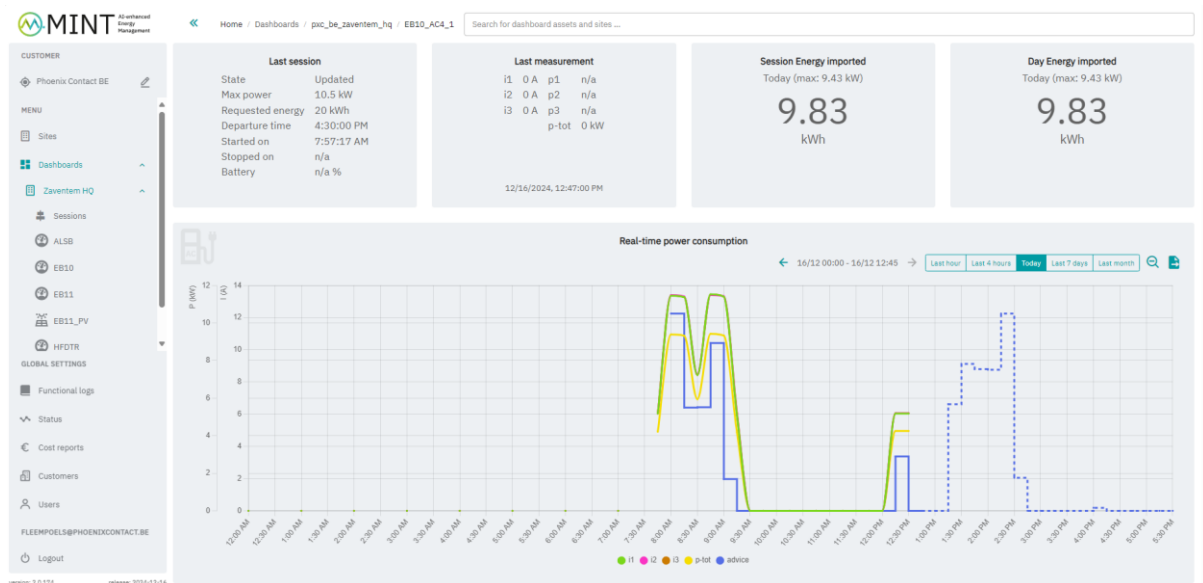 MINT AI-enhanced Energy Management
Home / Dashboards / pxc_be_zaventem_hq / EB10_AC4_1
Search for dashboard assets and sites ...
CUSTOMER
Phoenix Contact BE
MENU
Sites
Dashboards
Zaventem HQ
Sessions
ALSB
EB10
EB11
EB11_PV
HFDTR
GLOBAL SETTINGS
Functional logs
Status
Cost reports
Customers
Users
FLEEMPOELS@PHOENIXCONTACT.BE
Logout
Last session
State Updated
Max power 10.5 kW
Requested energy 20 kWh
Departure time 4:30:00 PM
Started on 7:57:17 AM
Stopped on n/a
Battery n/a %
Last measurement
i1 0 A p1 n/a
i2 0 A p2 n/a
i3 0 A p3 n/a
p-tot 0 kW
12/16/2024, 12:47:00 PM
Session Energy imported
Today (max: 9.43 kW)
9.83
kWh
Day Energy imported
Today (max: 9.43 kW)
9.83
kWh
AC
Real-time power consumption
16/12 00:00 - 16/12 12:45
Last hour Last 4 hours Today Last 7 days Last month
P (kW)
12
10
8
6
4
2
0
I (A)
14
12
10
8
6
4
2
0
12:00 AM 12:30 AM 1:00 AM 1:30 AM 2:00 AM 2:30 AM 3:00 AM 3:30 AM 4:00 AM 4:30 AM 5:00 AM 5:30 AM 6:00 AM 6:30 AM 7:00 AM 7:30 AM 8:00 AM 8:30 AM 9:00 AM 9:30 AM 10:00 AM 10:30 AM 11:00 AM 11:30 AM 12:00 PM 12:30 PM 1:00 PM 1:30 PM 2:00 PM 2:30 PM 3:00 PM 3:30 PM 4:00 PM 4:30 PM 5:00 PM 5:30 PM
i1 i2 i3 p-tot advice